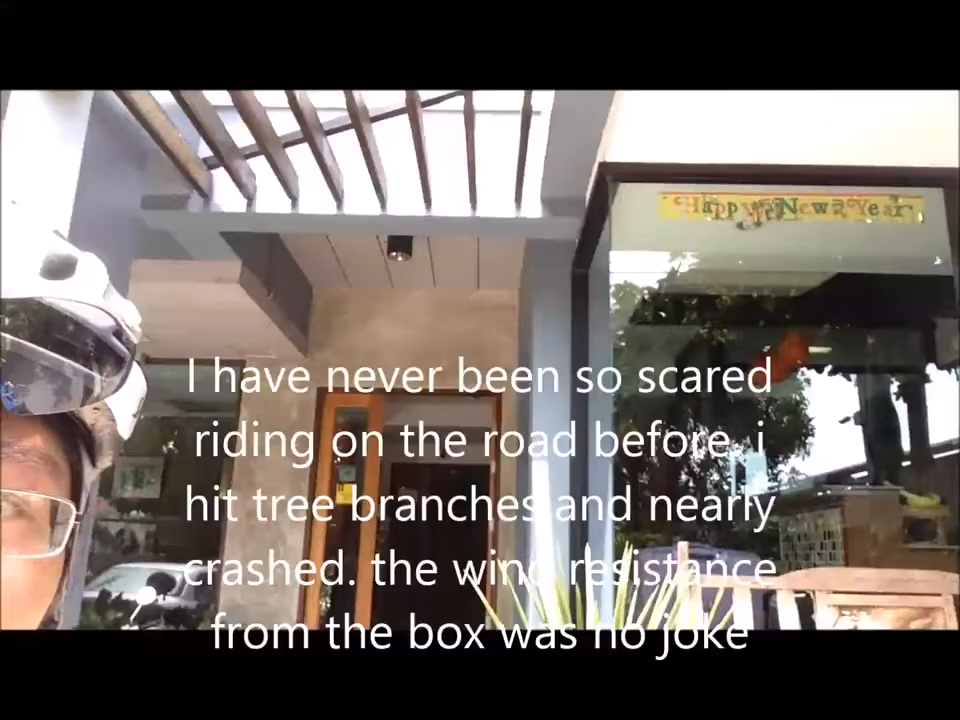 Happy New Year
I have never been so scared
riding on the road before. i
hit tree branches and nearly
crashed. the wind resistance
from the box was no joke